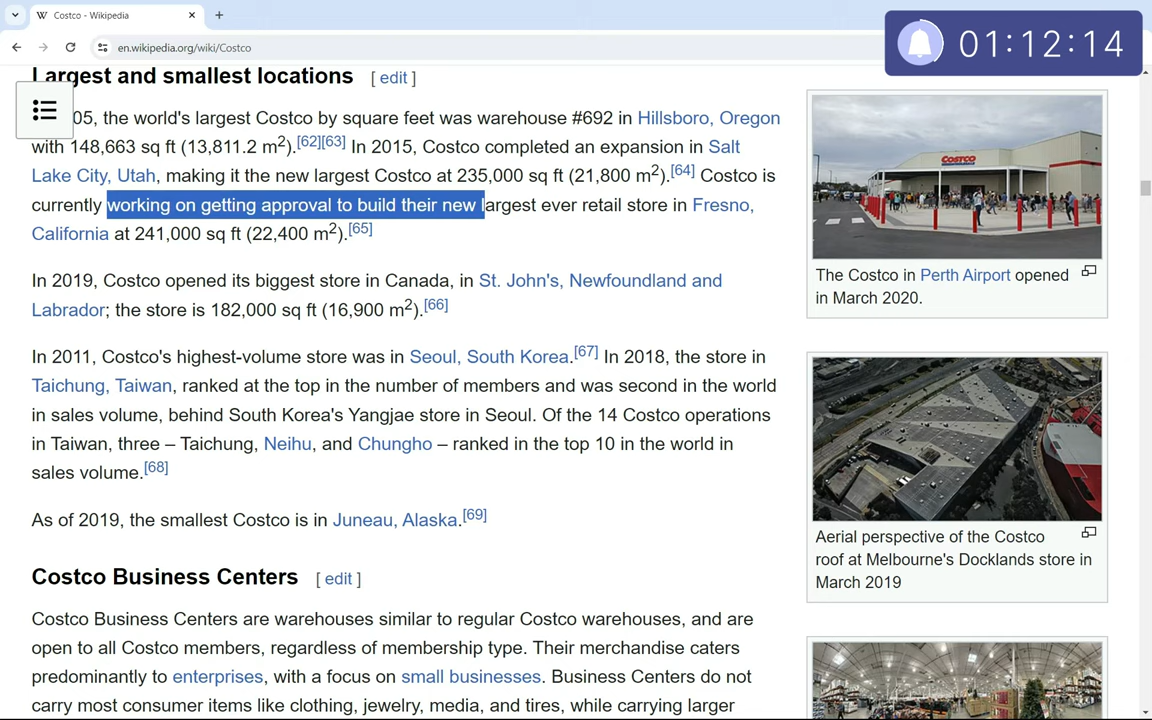 Costco - Wikipedia
en.wikipedia.org/wiki/Costco
01:12:14
Largest and smallest locations [ edit ]
05, the world's largest Costco by square feet was warehouse #692 in Hillsboro, Oregon
with 148,663 sq ft (13,811.2 m²).[62][63] In 2015, Costco completed an expansion in Salt
Lake City, Utah, making it the new largest Costco at 235,000 sq ft (21,800 m²).[64] Costco is
currently working on getting approval to build their new largest ever retail store in Fresno,
California at 241,000 sq ft (22,400 m²).[65]
In 2019, Costco opened its biggest store in Canada, in St. John's, Newfoundland and
Labrador; the store is 182,000 sq ft (16,900 m²).[66]
In 2011, Costco's highest-volume store was in Seoul, South Korea.[67] In 2018, the store in
Taichung, Taiwan, ranked at the top in the number of members and was second in the world
in sales volume, behind South Korea's Yangjae store in Seoul. Of the 14 Costco operations
in Taiwan, three – Taichung, Neihu, and Chungho – ranked in the top 10 in the world in
sales volume.[68]
As of 2019, the smallest Costco is in Juneau, Alaska.[69]
Costco Business Centers [ edit ]
Costco Business Centers are warehouses similar to regular Costco warehouses, and are
open to all Costco members, regardless of membership type. Their merchandise caters
predominantly to enterprises, with a focus on small businesses. Business Centers do not
carry most consumer items like clothing, jewelry, media, and tires, while carrying larger
COSTCO
The Costco in Perth Airport opened
in March 2020.
Aerial perspective of the Costco
roof at Melbourne's Docklands store in
March 2019